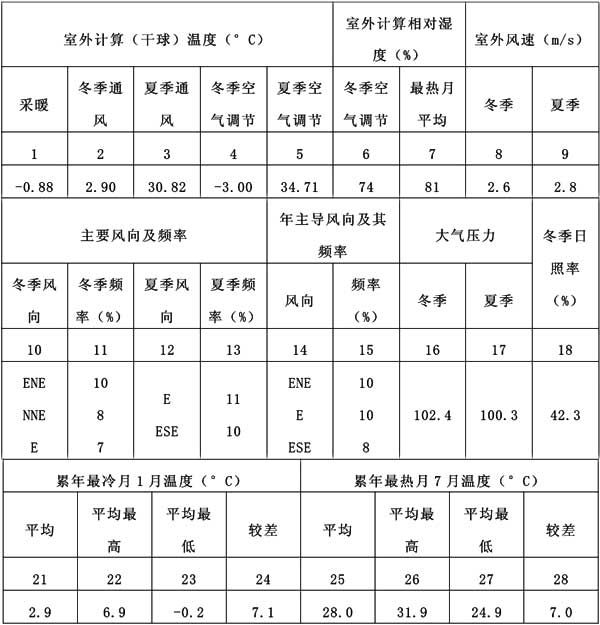 室外计算（干球）温度（°C）
室外计算相对湿
度（%）
室外风速（m/s）
采暖
冬季通
风
夏季通
风
冬季空
气调节
夏季空
气调节
冬季空
气调节
最热月
平均
冬季
夏季
1 2 3 4 5 6 7 8 9
-0.88 2.90 30.82 -3.00 34.71 74 81 2.6 2.8
主要风向及频率
年主导风向及其
频率
大气压力
冬季日
照率
（%）
冬季风
向
冬季频
率（%）
夏季风
向
夏季频
率（%）
风向
频率
（%）
冬季
夏季
10 11 12 13 14 15 16 17 18
ENE
NNE
E
10
8
7
E
ESE
11
10
ENE
E
ESE
10
10
8
102.4
100.3
42.3
累年最冷月1月温度（°C）
累年最热月7月温度（°C）
平均
平均最
高
平均最
低
较差
平均
平均最
高
平均最
低
较差
21 22 23 24 25 26 27 28
2.9 6.9 -0.2 7.1 28.0 31.9 24.9 7.0